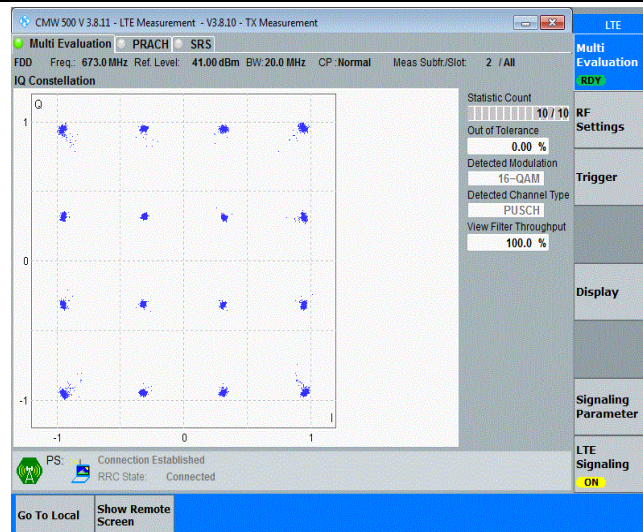 CMW 500 V 3.8.11 - LTE Measurement - V3.8.10 - TX Measurement
LTE
Multi Evaluation PRACH SRS
Multi
Evaluation
RDY
FDD Freq.: 673.0 MHz Ref. Level: 41.00 dBm BW: 20.0 MHz CP : Normal Meas Subfr./Slot: 2 / All
IQ Constellation
Q
1
0
-1
-1 0 1
I
Statistic Count
10 / 10
Out of Tolerance
0.00 %
Detected Modulation
16-QAM
Detected Channel Type
PUSCH
View Filter Throughput
100.0 %
RF
Settings
Trigger
Display
Signaling
Parameter
LTE
Signaling
ON
PS: Connection Established
RRC State: Connected
Go To Local
Show Remote
Screen